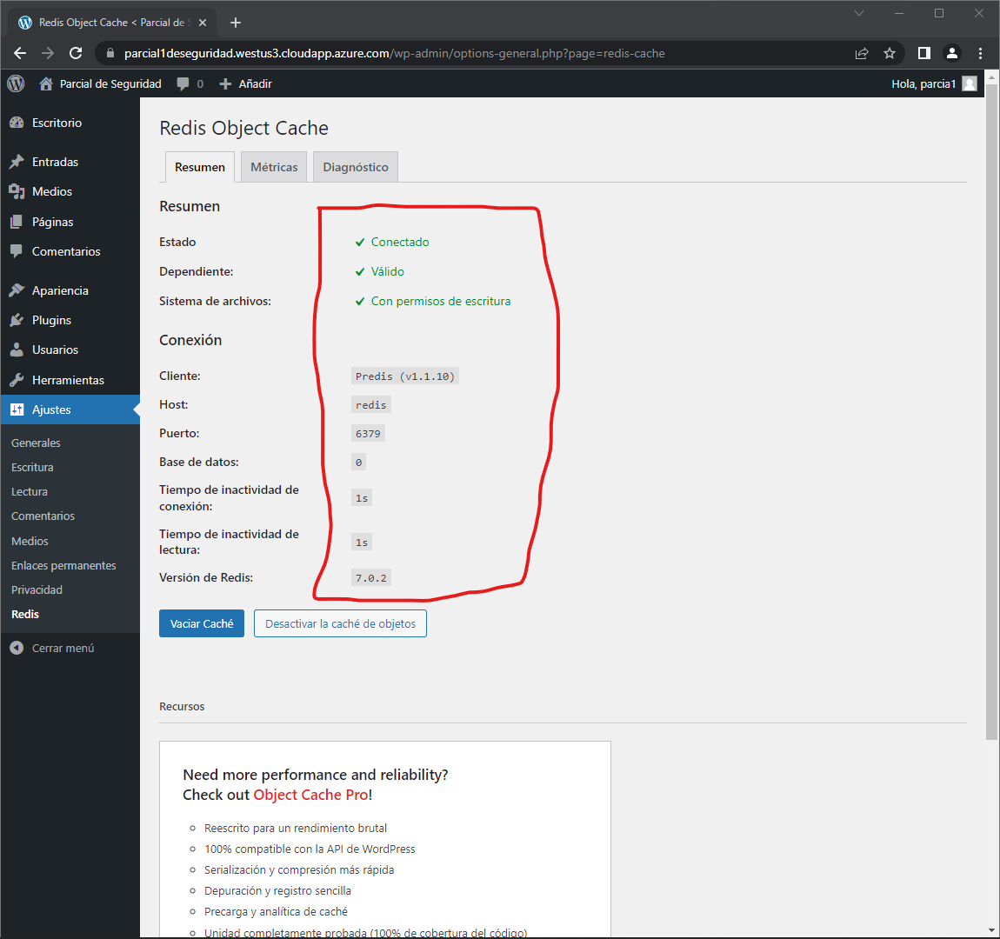 Redis Object Cache < Parcial de S
parcial1deseguridad.westus3.cloudapp.azure.com/wp-admin/options-general.php?page=redis-cache
Parcial de Seguridad 0 Añadir Hola, parcia1
Escritorio
Entradas
Medios
Páginas
Comentarios
Apariencia
Plugins
Usuarios
Herramientas
Ajustes
Generales
Escritura
Lectura
Comentarios
Medios
Enlaces permanentes
Privacidad
Redis
Cerrar menú
Redis Object Cache
Resumen Métricas Diagnóstico
Resumen
Estado Conectado
Dependiente: Válido
Sistema de archivos: Con permisos de escritura
Conexión
Cliente: Predis (v1.1.10)
Host: redis
Puerto: 6379
Base de datos: 0
Tiempo de inactividad de
conexión: 1s
Tiempo de inactividad de
lectura: 1s
Versión de Redis: 7.0.2
Vaciar Caché Desactivar la caché de objetos
Recursos
Need more performance and reliability?
Check out Object Cache Pro!
Reescrito para un rendimiento brutal
100% compatible con la API de WordPress
Serialización y compresión más rápida
Depuración y registro sencilla
Precarga y analítica de caché
Unidad completamente probada (100% de cobertura del código)